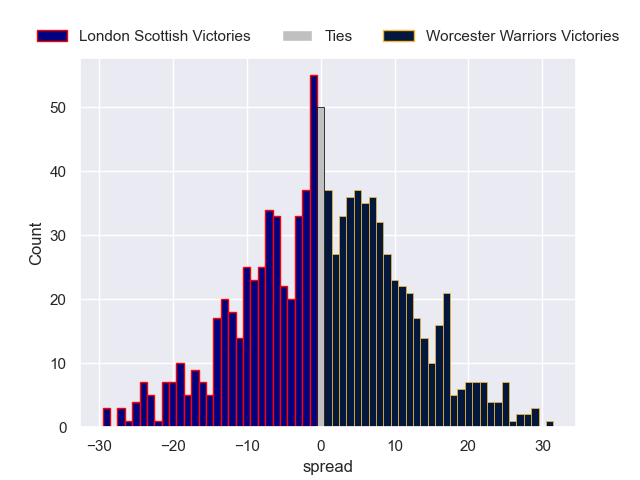 London Scottish Victories Ties Worcester Warriors Victories
Count
50
40
30
20
10
0
−30 −20 −10 0 10 20 30
spread